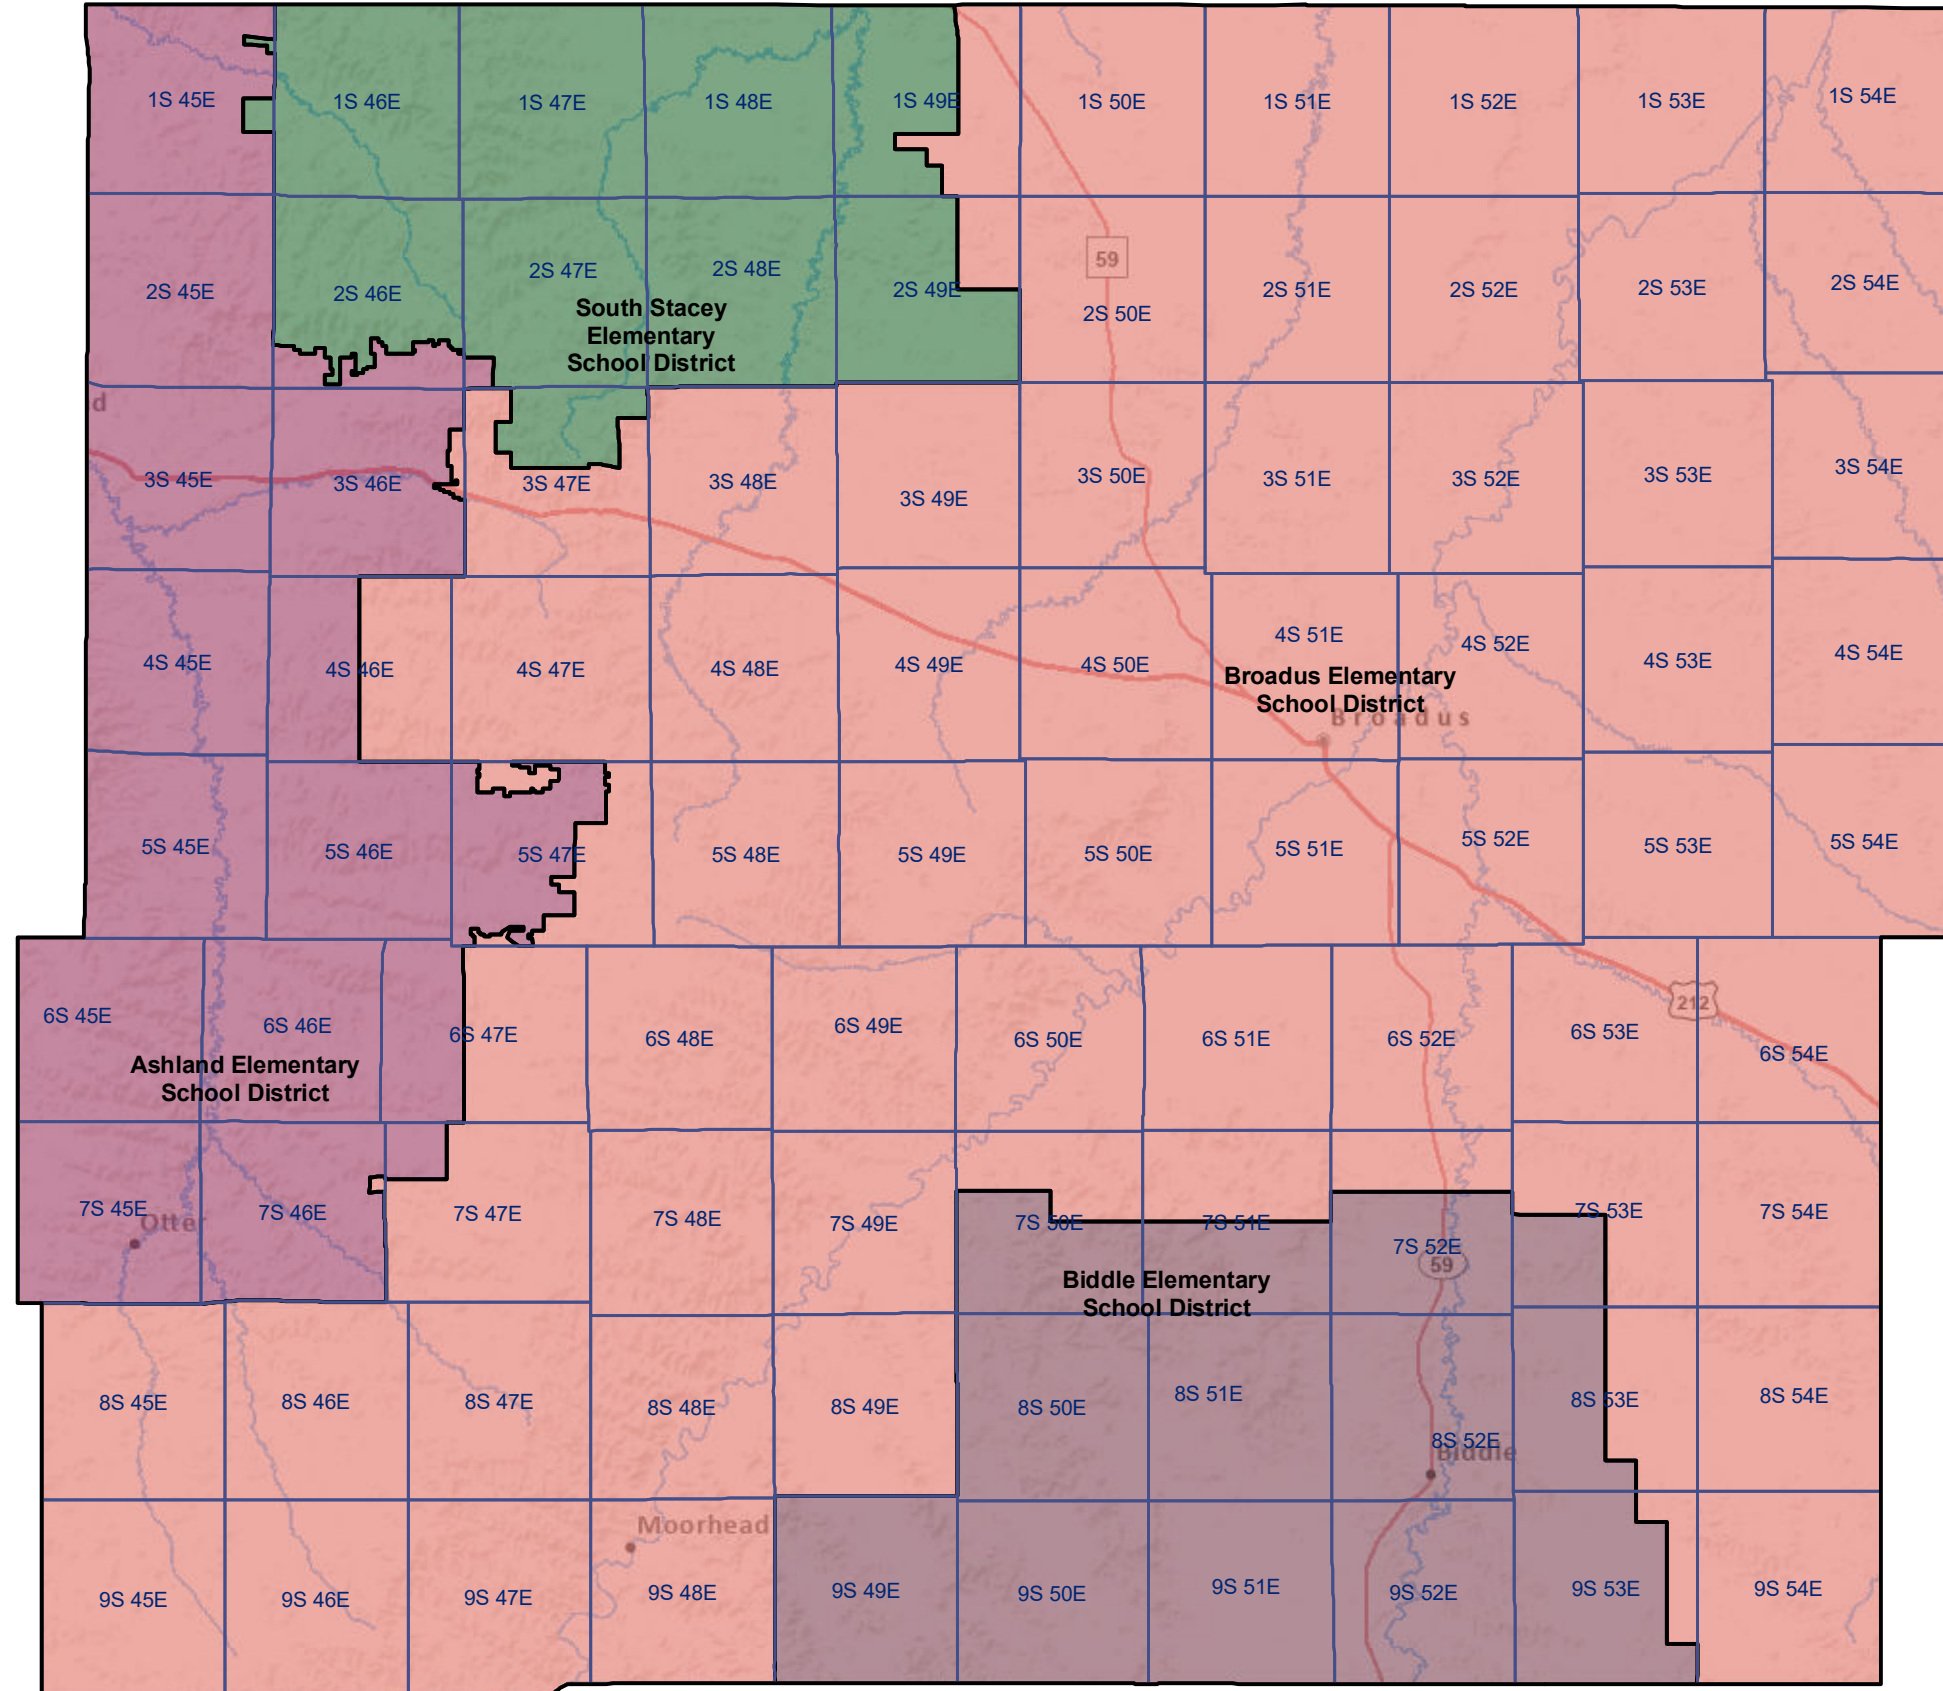 1S 45E
1S 46E
1S 47E
1S 48E
1S 49E
1S 50E
1S 51E
1S 52E
1S 53E
1S 54E
2S 45E
2S 46E
2S 47E
2S 48E
2S 49E
59
2S 50E
2S 51E
2S 52E
2S 53E
2S 54E
South Stacey
Elementary
School District
d
3S 45E
3S 46E
3S 47E
3S 48E
3S 49E
3S 50E
3S 51E
3S 52E
3S 53E
3S 54E
4S 45E
4S 46E
4S 47E
4S 48E
4S 49E
4S 50E
4S 51E
4S 52E
4S 53E
4S 54E
Broadus Elementary
School District
Broadus
5S 45E
5S 46E
5S 47E
5S 48E
5S 49E
5S 50E
5S 51E
5S 52E
5S 53E
5S 54E
6S 45E
6S 46E
6S 47E
6S 48E
6S 49E
6S 50E
6S 51E
6S 52E
6S 53E
212
6S 54E
Ashland Elementary
School District
7S 45E
Otter
7S 46E
7S 47E
7S 48E
7S 49E
7S 50E
7S 51E
7S 52E
59
7S 53E
7S 54E
Biddle Elementary
School District
8S 45E
8S 46E
8S 47E
8S 48E
8S 49E
8S 50E
8S 51E
8S 52E
Biddle
8S 53E
8S 54E
Moorhead
9S 45E
9S 46E
9S 47E
9S 48E
9S 49E
9S 50E
9S 51E
9S 52E
9S 53E
9S 54E